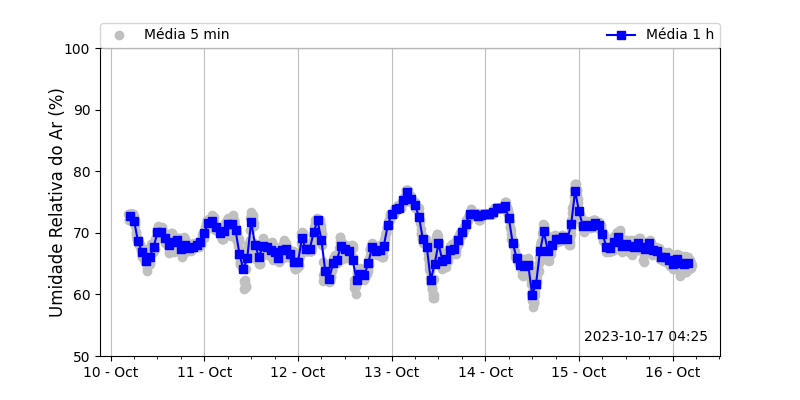 Média 5 min
Média 1 h
Umidade Relativa do Ar (%)
100
90
80
70
60
50
2023-10-17 04:25
10 - Oct
11 - Oct
12 - Oct
13 - Oct
14 - Oct
15 - Oct
16 - Oct